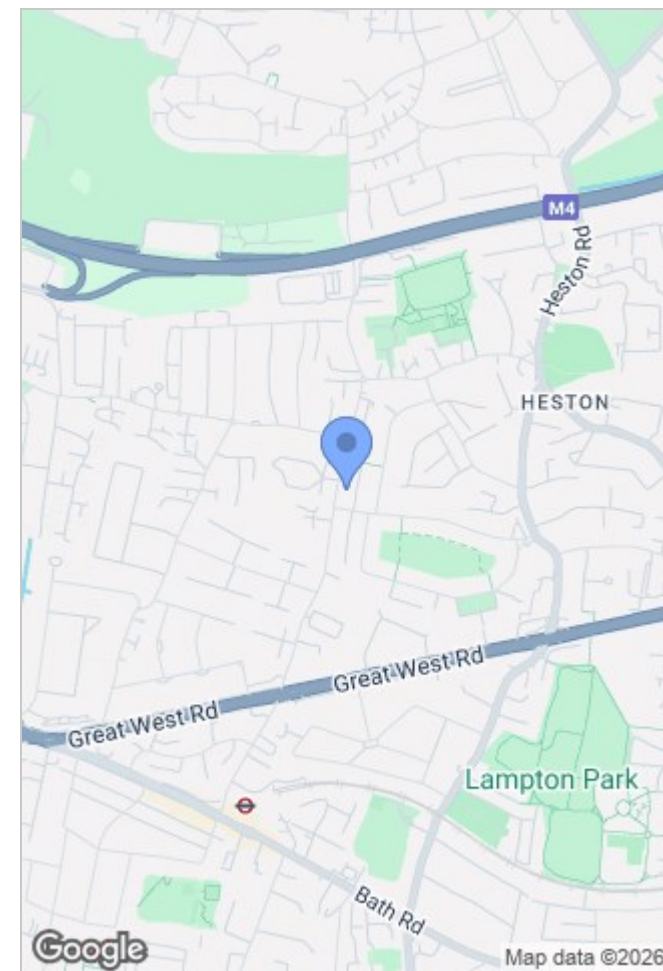 M4
Heston Rd
HESTON
Great West Rd
Great West Rd
Lampton Park
Bath Rd
Google
Map data ©2026